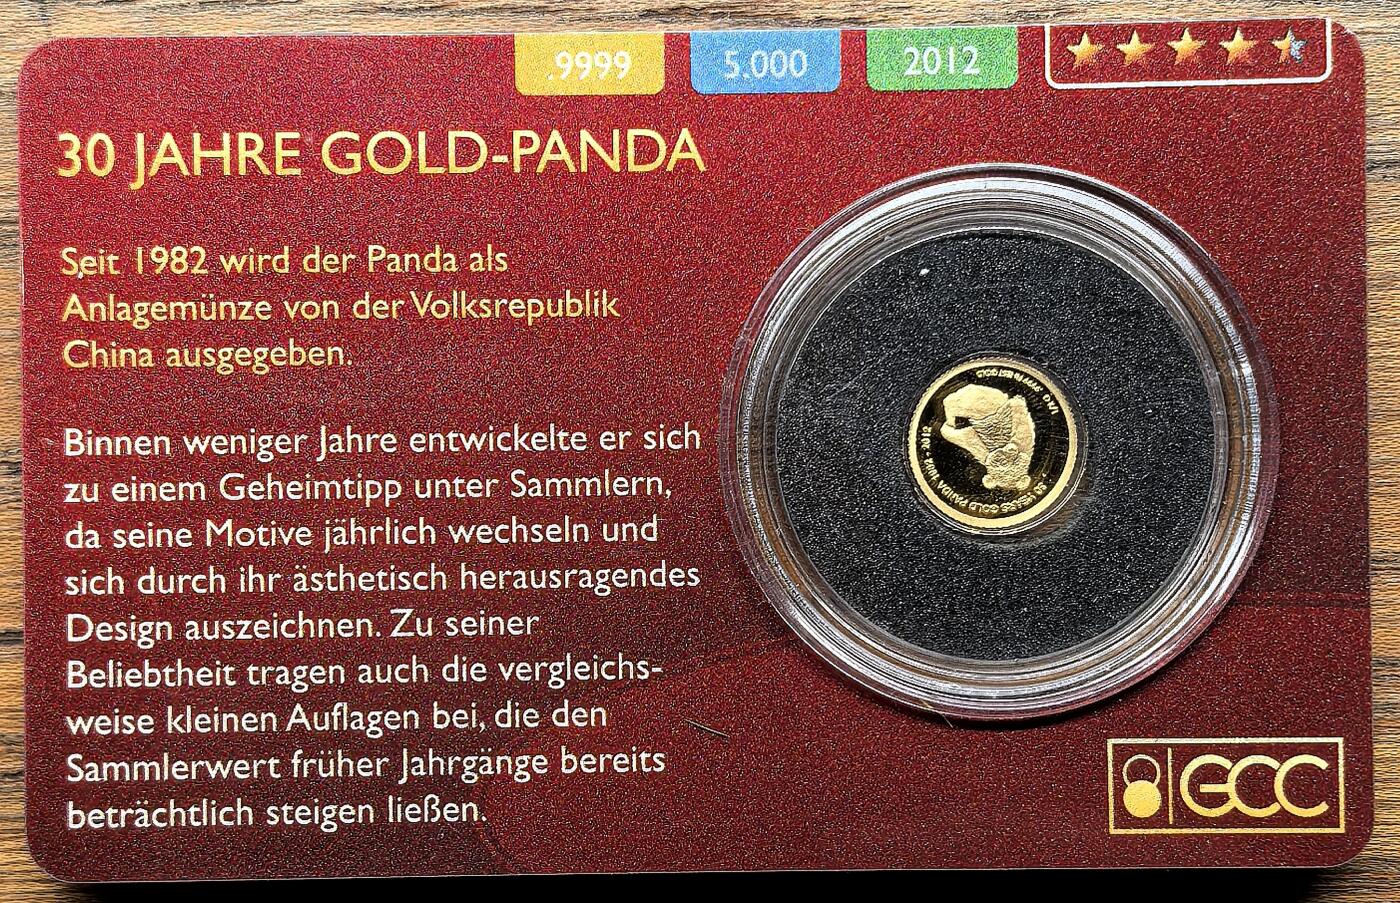 .9999 5.000 2012
30 JAHRE GOLD-PANDA
Seit 1982 wird der Panda als
Anlagemünze von der Volksrepublik
China ausgegeben.
Binnen weniger Jahre entwickelte er sich
zu einem Geheimtipp unter Sammlern,
da seine Motive jährlich wechseln und
sich durch ihr ästhetisch herausragendes
Design auszeichnen. Zu seiner
Beliebtheit tragen auch die vergleichs-
weise kleinen Auflagen bei, die den
Sammlerwert früher Jahrgänge bereits
beträchtlich steigen ließen.
GOLD PANDA
GCC